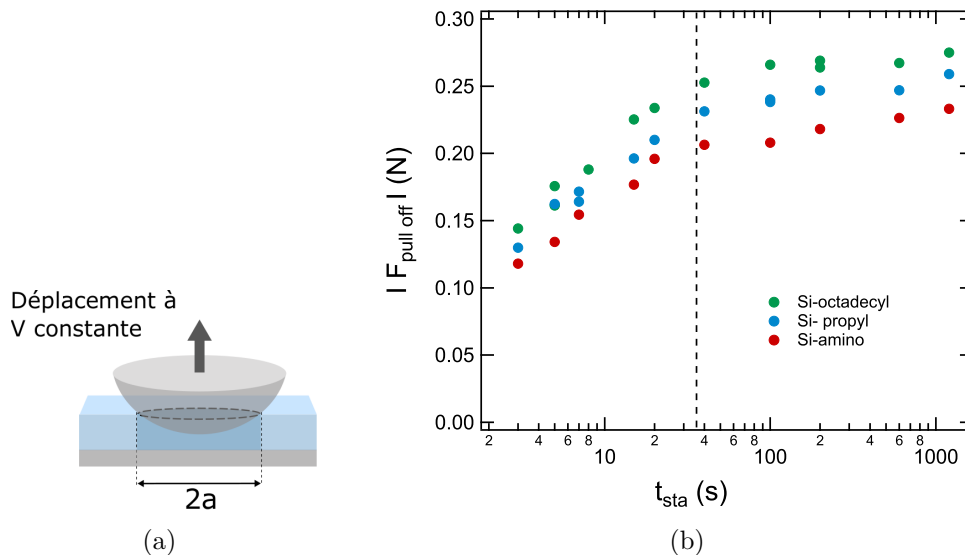 Déplacement à
V constante
2a
(a)
0.30
0.25
0.20
0.15
0.10
0.05
0.00
I F_pull off I (N)
Si-octadecyl
Si- propyl
Si-amino
2 4 6 8 10 2 4 6 8 100 2 4 6 8 1000
t_sta (s)
(b)